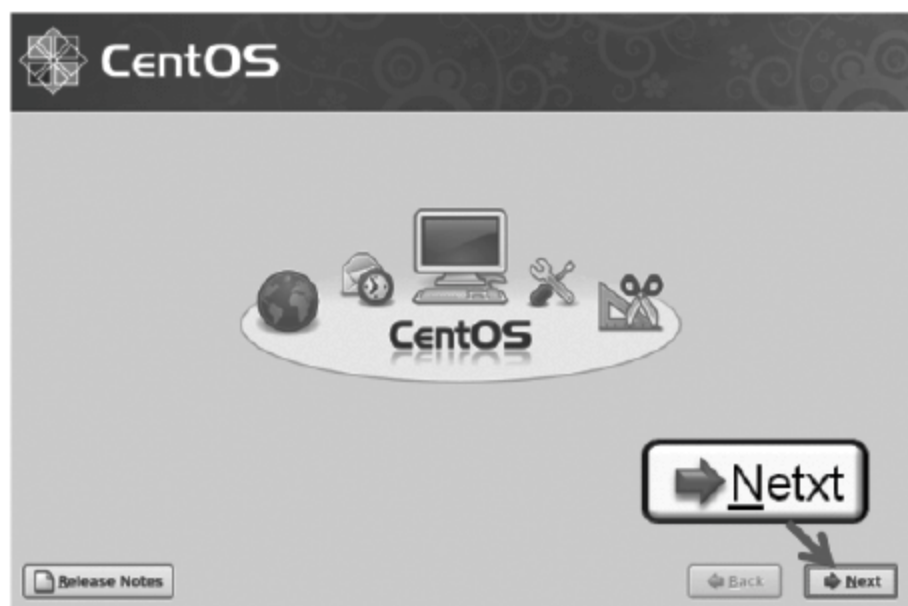 CentOS
CentOS
Netxt
Release Notes
Back
Next